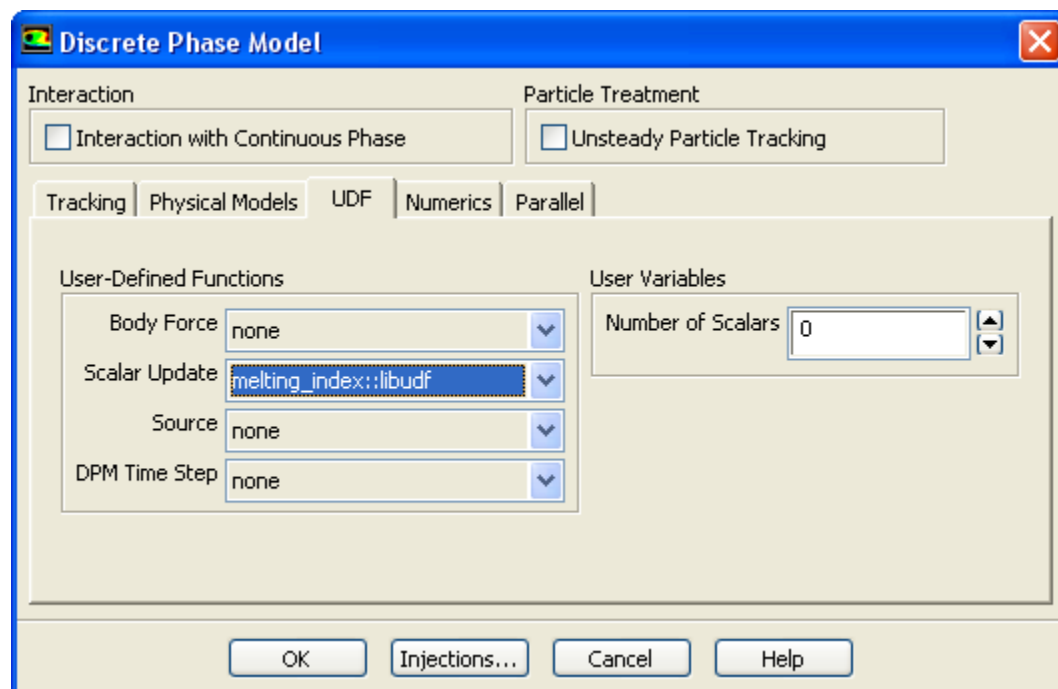 Discrete Phase Model
Interaction
Particle Treatment
Interaction with Continuous Phase
Unsteady Particle Tracking
Tracking Physical Models UDF Numerics Parallel
User-Defined Functions
User Variables
Body Force none
Number of Scalars 0
Scalar Update melting_index::libudf
Source none
DPM Time Step none
OK Injections... Cancel Help